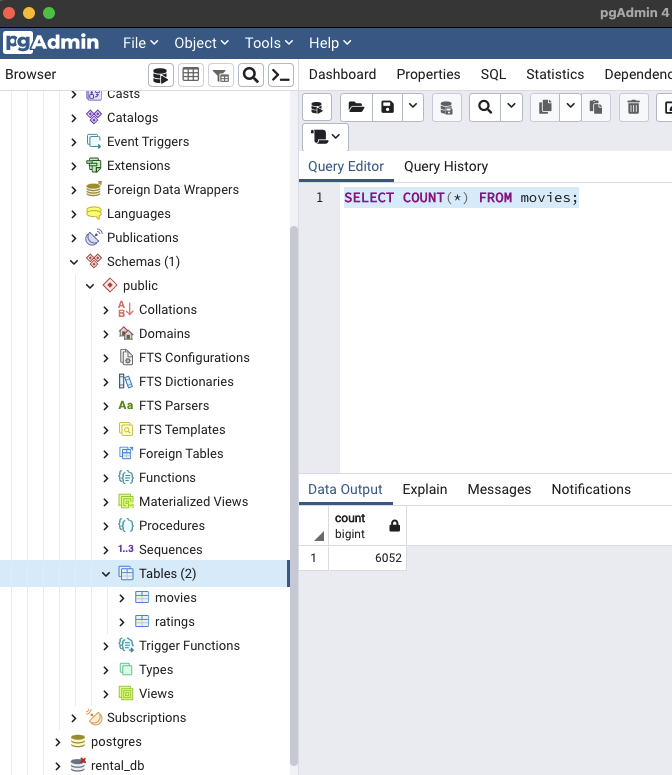 pgAdmin 4
pgAdmin File Object Tools Help
Browser
Dashboard Properties SQL Statistics Dependenc
Casts
Catalogs
Event Triggers
Extensions
Foreign Data Wrappers
Languages
Publications
Schemas (1)
public
Collations
Domains
FTS Configurations
FTS Dictionaries
Aa FTS Parsers
FTS Templates
Foreign Tables
Functions
Materialized Views
Procedures
1..3 Sequences
Tables (2)
movies
ratings
Trigger Functions
Types
Views
Subscriptions
postgres
rental_db
Query Editor Query History
1 SELECT COUNT(*) FROM movies;
Data Output Explain Messages Notifications
count
bigint
1 6052